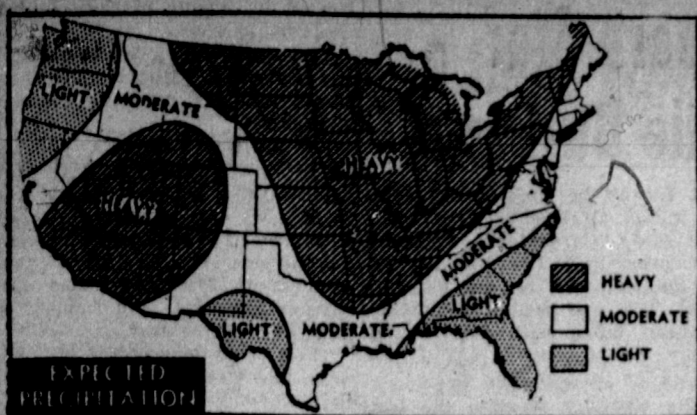 LIGHT
MODERATE
HEAVY
HEAVY
MODERATE
LIGHT
LIGHT
MODERATE
HEAVY
MODERATE
LIGHT
EXPECTED
PRECIPITATION